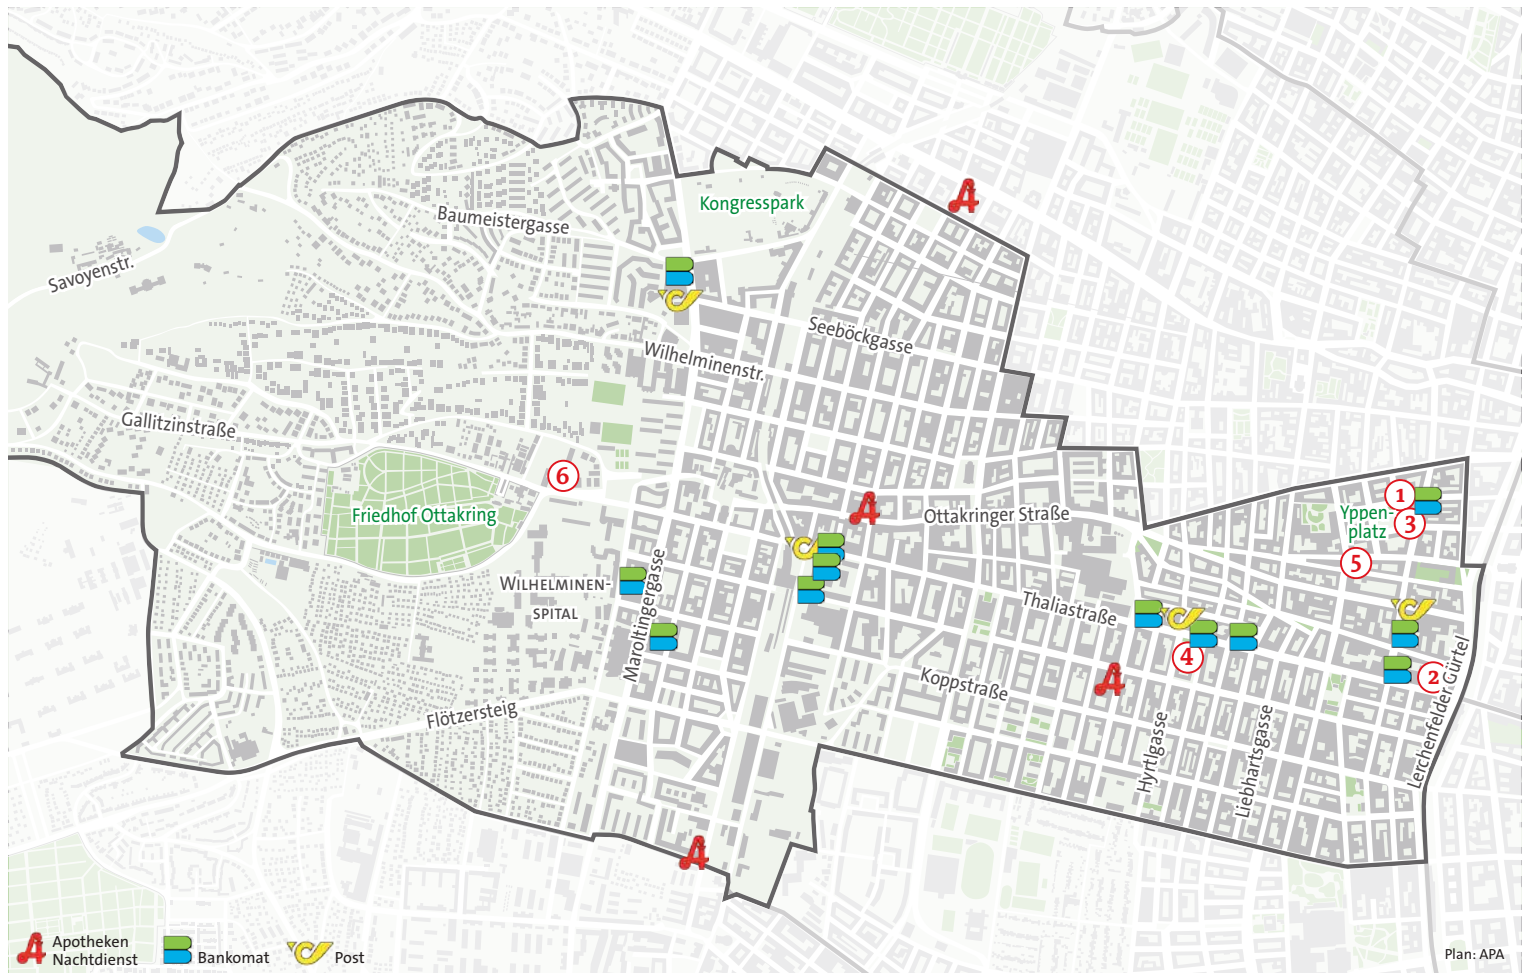 Kongresspark
Baumeistergasse
Savoyenstr.
Seeböckgasse
Wilhelminenstr.
Gallitzinstraße
6
1
Friedhof Ottakring
Ottakringer Straße
Yppen-
platz
3
5
Wilhelminen-
spital
Maroltingergasse
Thaliastraße
4
2
Koppstraße
Flötzersteig
Hyrtlgasse
Liebhartsgasse
Lerchenfelder Gürtel
Apotheken
Nachtdienst
Bankomat
Post
Plan: APA